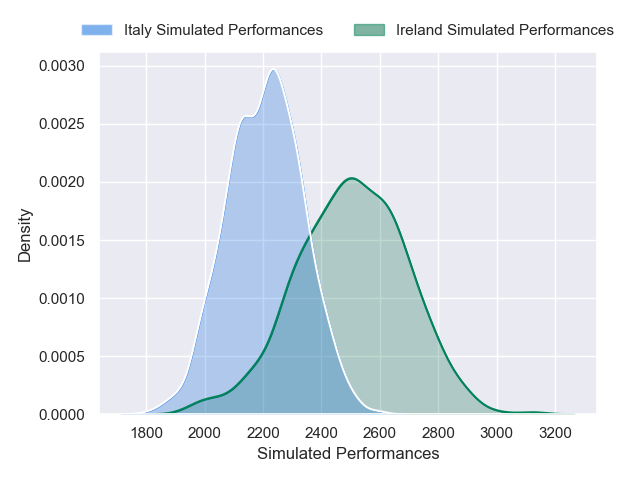 Italy Simulated Performances
Ireland Simulated Performances
0.0030
0.0025
0.0020
0.0015
0.0010
0.0005
0.0000
Density
1800 2000 2200 2400 2600 2800 3000 3200
Simulated Performances